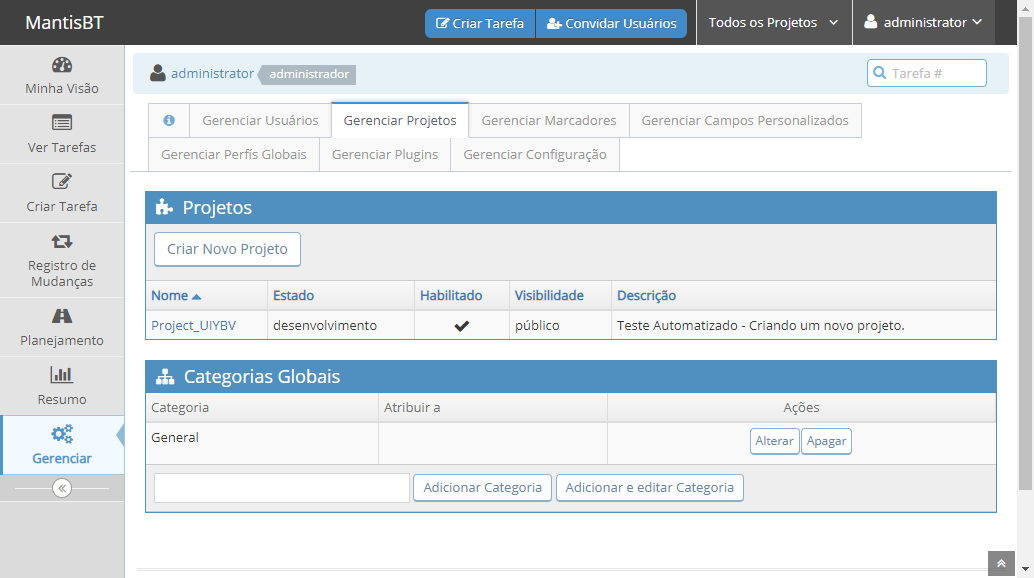 MantisBT
Criar Tarefa
Convidar Usuários
Todos os Projetos
administrator
Minha Visão
Ver Tarefas
Criar Tarefa
Registro de
Mudanças
Planejamento
Resumo
Gerenciar
administrator administrador
Tarefa #
Gerenciar Usuários Gerenciar Projetos Gerenciar Marcadores Gerenciar Campos Personalizados
Gerenciar Perfís Globais Gerenciar Plugins Gerenciar Configuração
Projetos
Criar Novo Projeto
Nome Estado Habilitado Visibilidade Descrição
Project_UIYBV desenvolvimento público Teste Automatizado - Criando um novo projeto.
Categorias Globais
Categoria Atribuir a Ações
General Alterar Apagar
Adicionar Categoria Adicionar e editar Categoria